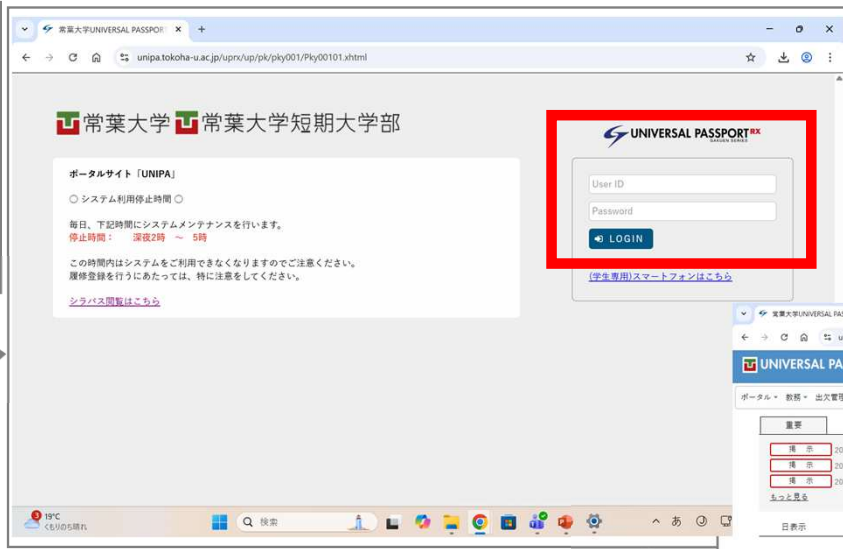 常葉大学UNIVERSAL PASSPOR
unipa.tokoha-u.ac.jp/uprx/up/pk/pky001/Pky00101.xhtml
常葉大学 常葉大学短期大学部
ポータルサイト「UNIPA」
○ システム利用停止時間 ○
毎日、下記時間にシステムメンテナンスを行います。
停止時間： 深夜2時 ～ 5時
この時間内はシステムをご利用できなくなりますのでご注意ください。
履修登録を行うにあたっては、特に注意をしてください。
シラバス閲覧はこちら
UNIVERSAL PASSPORT RX
GAKUEN SERIES
User ID
Password
LOGIN
(学生専用)スマートフォンはこちら
常葉大学UNIVERSAL PAS
u
UNIVERSAL PA
ポータル 教務 出欠管理
重要
掲 示 20
掲 示 20
掲 示 20
もっと見る
日表示
3
19°C
くもりのち晴れ
検索
あ